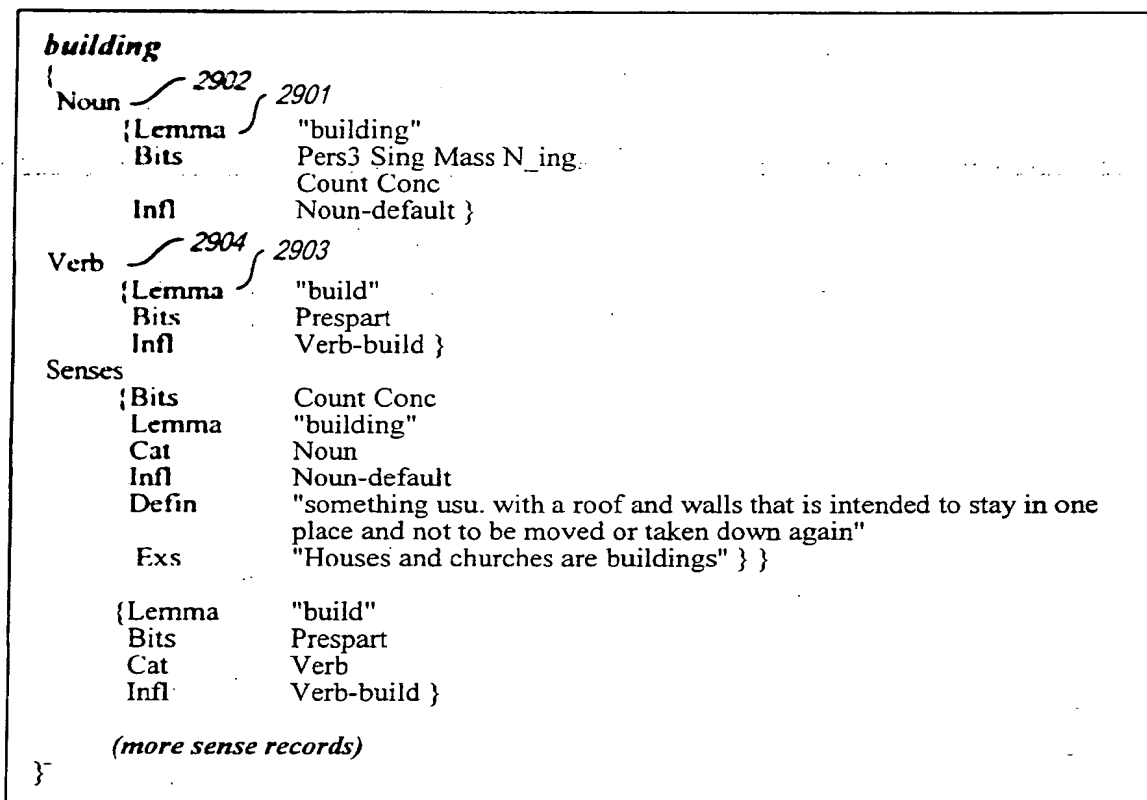 building
{
Noun 2902
2901
{Lemma "building"
Bits Pers3 Sing Mass N_ing
Count Conc
Infl Noun-default }
Verb 2904 2903
{Lemma "build"
Bits Prespart
Infl Verb-build }
Senses
{Bits Count Conc
Lemma "building"
Cat Noun
Infl Noun-default
Defin "something usu. with a roof and walls that is intended to stay in one
place and not to be moved or taken down again"
Exs "Houses and churches are buildings" } }
{Lemma "build"
Bits Prespart
Cat Verb
Infl Verb-build }
(more sense records)
}